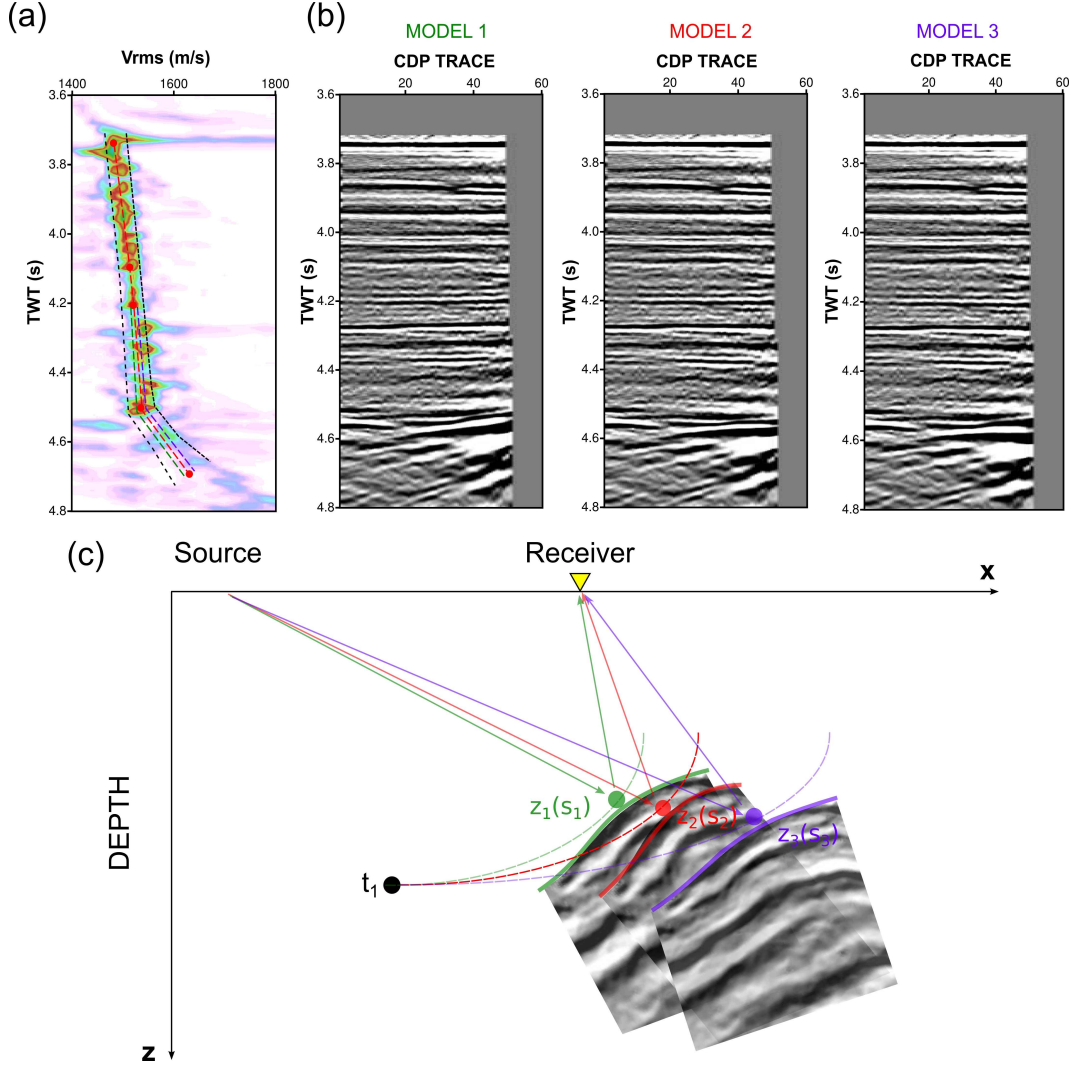 (a)
Vrms (m/s)
1400 1600 1800
3.6
3.8
4.0
4.2
4.4
4.6
4.8
TWT (s)
(b)
MODEL 1
CDP TRACE
20 40 60
3.6
3.8
4.0
4.2
4.4
4.6
4.8
TWT (s)
MODEL 2
CDP TRACE
20 40 60
3.6
3.8
4.0
4.2
4.4
4.6
4.8
TWT (s)
MODEL 3
CDP TRACE
20 40 60
3.6
3.8
4.0
4.2
4.4
4.6
4.8
TWT (s)
(c)
Source
Receiver
x
DEPTH
z₁(s₁)
z₂(s₂)
z₃(s₃)
t₁
z